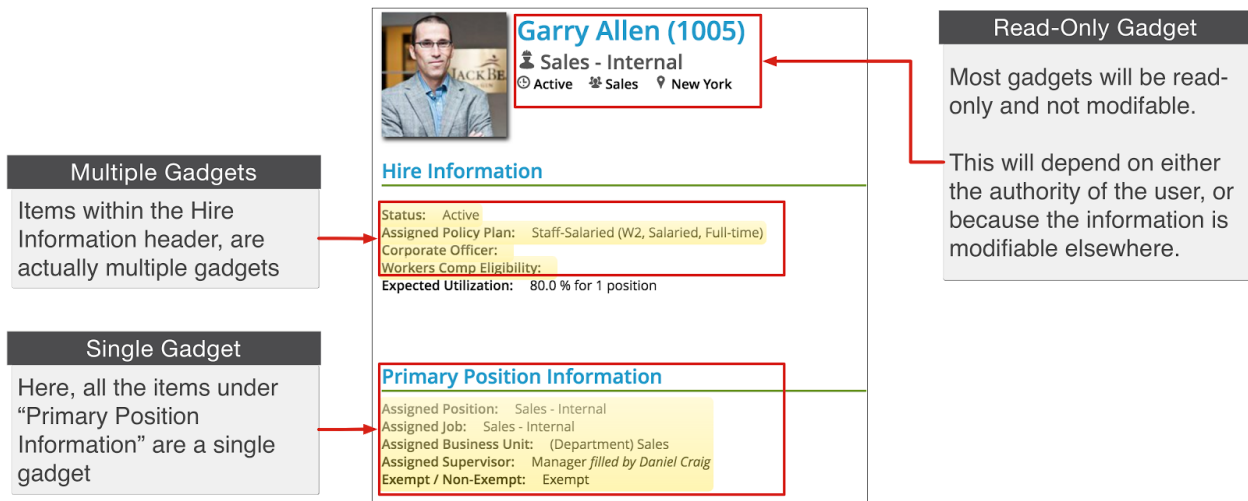 Garry Allen (1005)
Sales - Internal
Active Sales New York
JACKBE
Read-Only Gadget
Most gadgets will be read-
only and not modifable.
This will depend on either
the authority of the user, or
because the information is
modifiable elsewhere.
Multiple Gadgets
Items within the Hire
Information header, are
actually multiple gadgets
Hire Information
Status: Active
Assigned Policy Plan: Staff-Salaried (W2, Salaried, Full-time)
Corporate Officer:
Workers Comp Eligibility:
Expected Utilization: 80.0 % for 1 position
Single Gadget
Here, all the items under
“Primary Position
Information” are a single
gadget
Primary Position Information
Assigned Position: Sales - Internal
Assigned Job: Sales - Internal
Assigned Business Unit: (Department) Sales
Assigned Supervisor: Manager filled by Daniel Craig
Exempt / Non-Exempt: Exempt